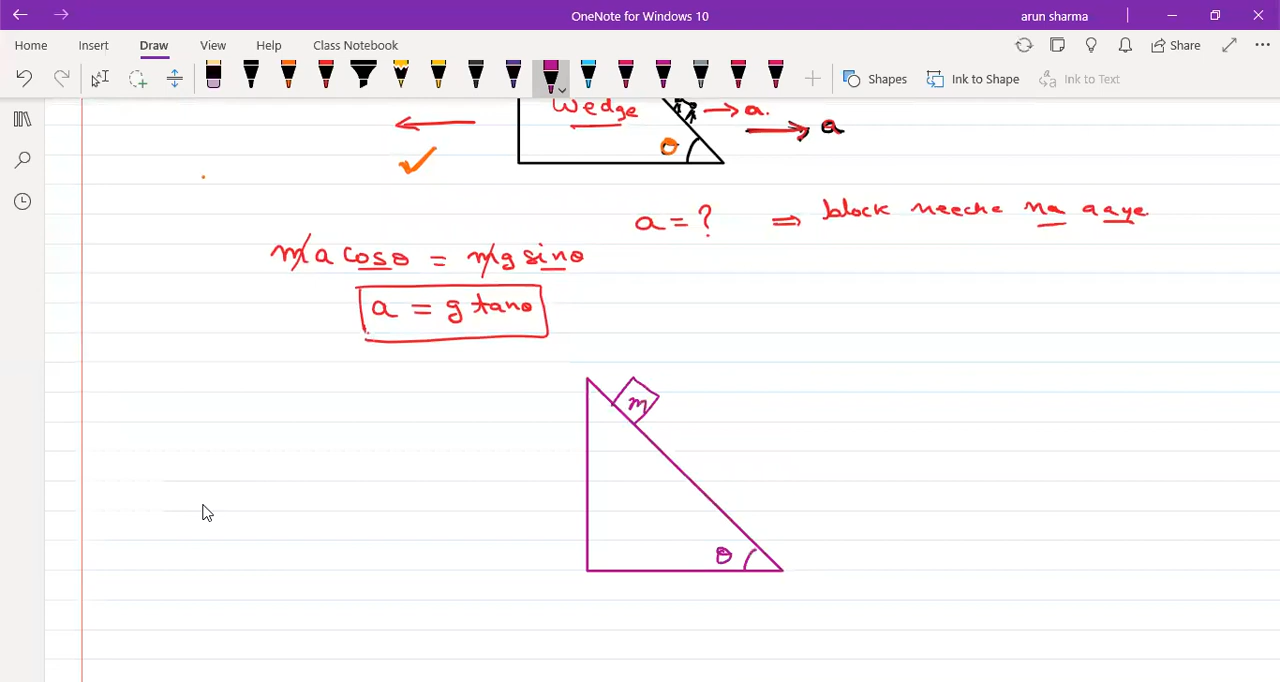 OneNote for Windows 10
arun sharma
Home Insert Draw View Help Class Notebook
Share
Shapes Ink to Shape Ink to Text
Wedge
→ a.
→ a
θ
a = ? ⇒ block neeche na aaye.
ma cosθ = mg sinθ
a = g tanθ
m
θ